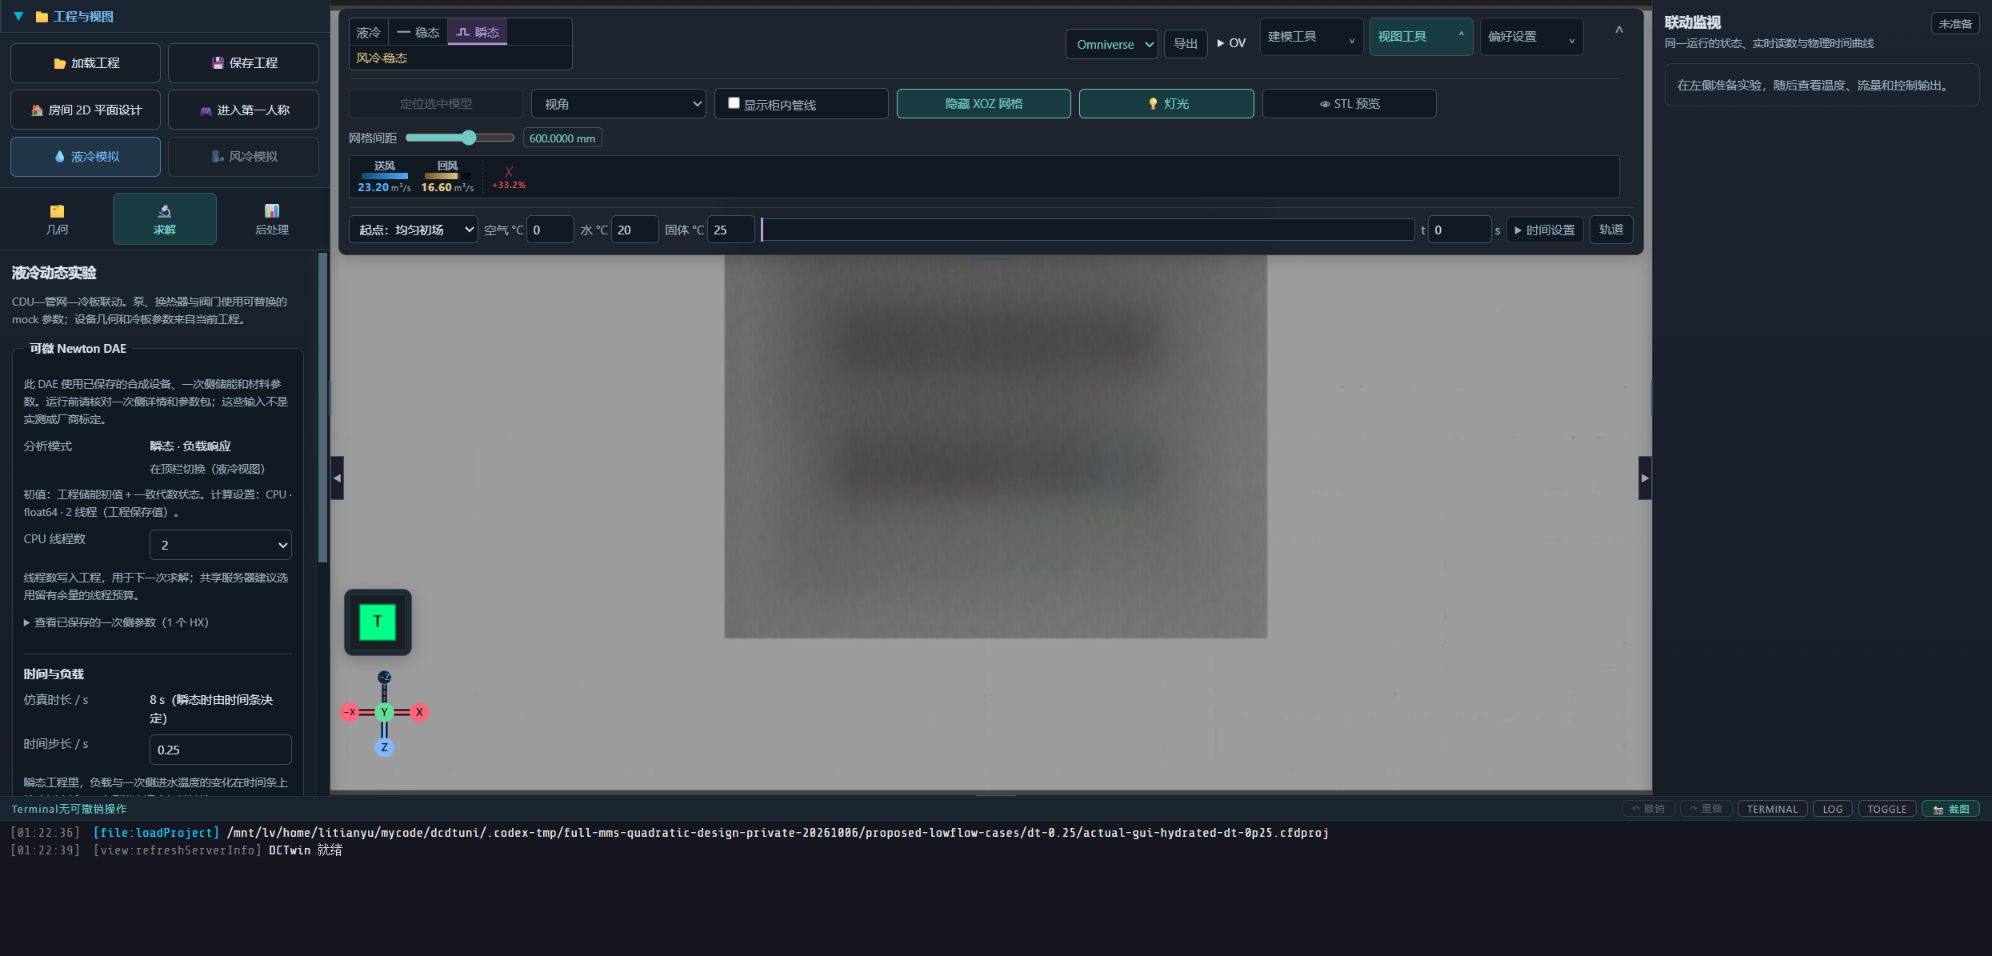 ▼ 工程与视图
加载工程
保存工程
房间 2D 平面设计
进入第一人称
液冷模拟
风冷模拟
几何
求解
后处理
液冷动态实验
CDU—管网—冷板联动。泵、换热器与阀门使用可替换的
mock 参数；设备几何和冷板参数来自当前工程。
可微 Newton DAE
此 DAE 使用已保存的合成设备、一次侧储能和材料参
数。运行前请核对一次侧详情和参数包；这些输入不是
实测或厂商标定。
分析模式
瞬态 · 负载响应
在顶栏切换（液冷视图）
初值：工程储能初值 + 一致代数状态。计算设置：CPU ·
float64 · 2 线程（工程保存值）。
CPU 线程数
2
线程数写入工程，用于下一次求解；共享服务器建议选
用留有余量的线程预算。
▶ 查看已保存的一次侧参数（1 个 HX）
时间与负载
仿真时长 / s
8 s（瞬态时由时间条决
定）
时间步长 / s
0.25
瞬态工程里，负载与一次侧进水温度的变化在时间条上
液冷
稳态
瞬态
风冷·稳态
Omniverse
导出
▶ OV
建模工具
视图工具
偏好设置
定位选中模型
视角
显示柜内管线
隐藏 XOZ 网格
灯光
STL 预览
网格间距
600.0000 mm
送风
23.20 m³/s
回风
16.60 m³/s
X
+33.2%
起点：均匀初场
空气 °C
0
水 °C
20
固体 °C
25
t
0
s
▶ 时间设置
轨道
◀
▶
T
-Z
-X
Y
X
Z
联动监视
未准备
同一运行的状态、实时读数与物理时间曲线
在左侧准备实验，随后查看温度、流量和控制输出。
Terminal无可撤销操作
撤销
重做
TERMINAL
LOG
TOGGLE
截图
[01:22:36] [file:loadProject] /mnt/lv/home/litianyu/mycode/dcdtuni/.codex-tmp/full-mms-quadratic-design-private-20261006/proposed-lowflow-cases/dt-0.25/actual-gui-hydrated-dt-0p25.cfdproj
[01:22:39] [view:refreshServerInfo] DCTwin 就绪